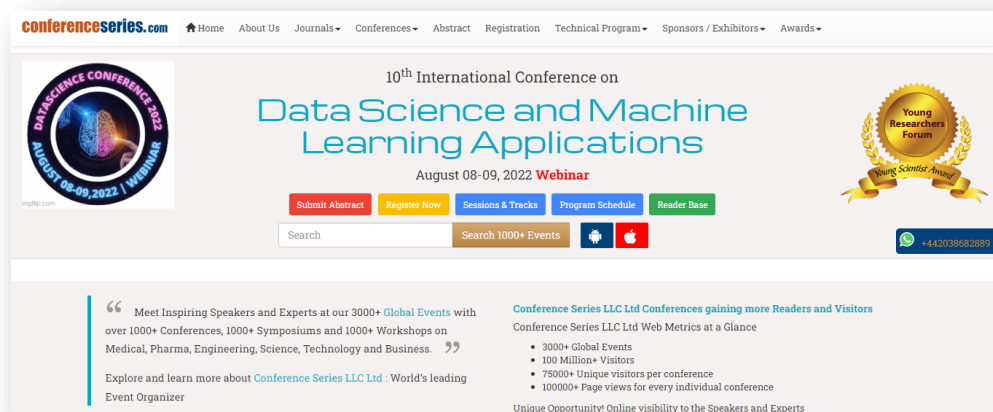 conferenceseries.com Home About Us Journals Conferences Abstract Registration Technical Program Sponsors / Exhibitors Awards
DATASCIENCE CONFERENCE 2022
AUGUST 08-09,2022 | WEBINAR
imgflip.com
10th International Conference on
Data Science and Machine
Learning Applications
August 08-09, 2022 Webinar
Submit Abstract Register Now Sessions & Tracks Program Schedule Reader Base
Search Search 1000+ Events
Young
Researchers
Forum
Young Scientist Award
+442038682889
“ Meet Inspiring Speakers and Experts at our 3000+ Global Events with
over 1000+ Conferences, 1000+ Symposiums and 1000+ Workshops on
Medical, Pharma, Engineering, Science, Technology and Business. ”
Explore and learn more about Conference Series LLC Ltd : World's leading
Event Organizer
Conference Series LLC Ltd Conferences gaining more Readers and Visitors
Conference Series LLC Ltd Web Metrics at a Glance
• 3000+ Global Events
• 100 Million+ Visitors
• 75000+ Unique visitors per conference
• 100000+ Page views for every individual conference
Unique Opportunity! Online visibility to the Speakers and Experts